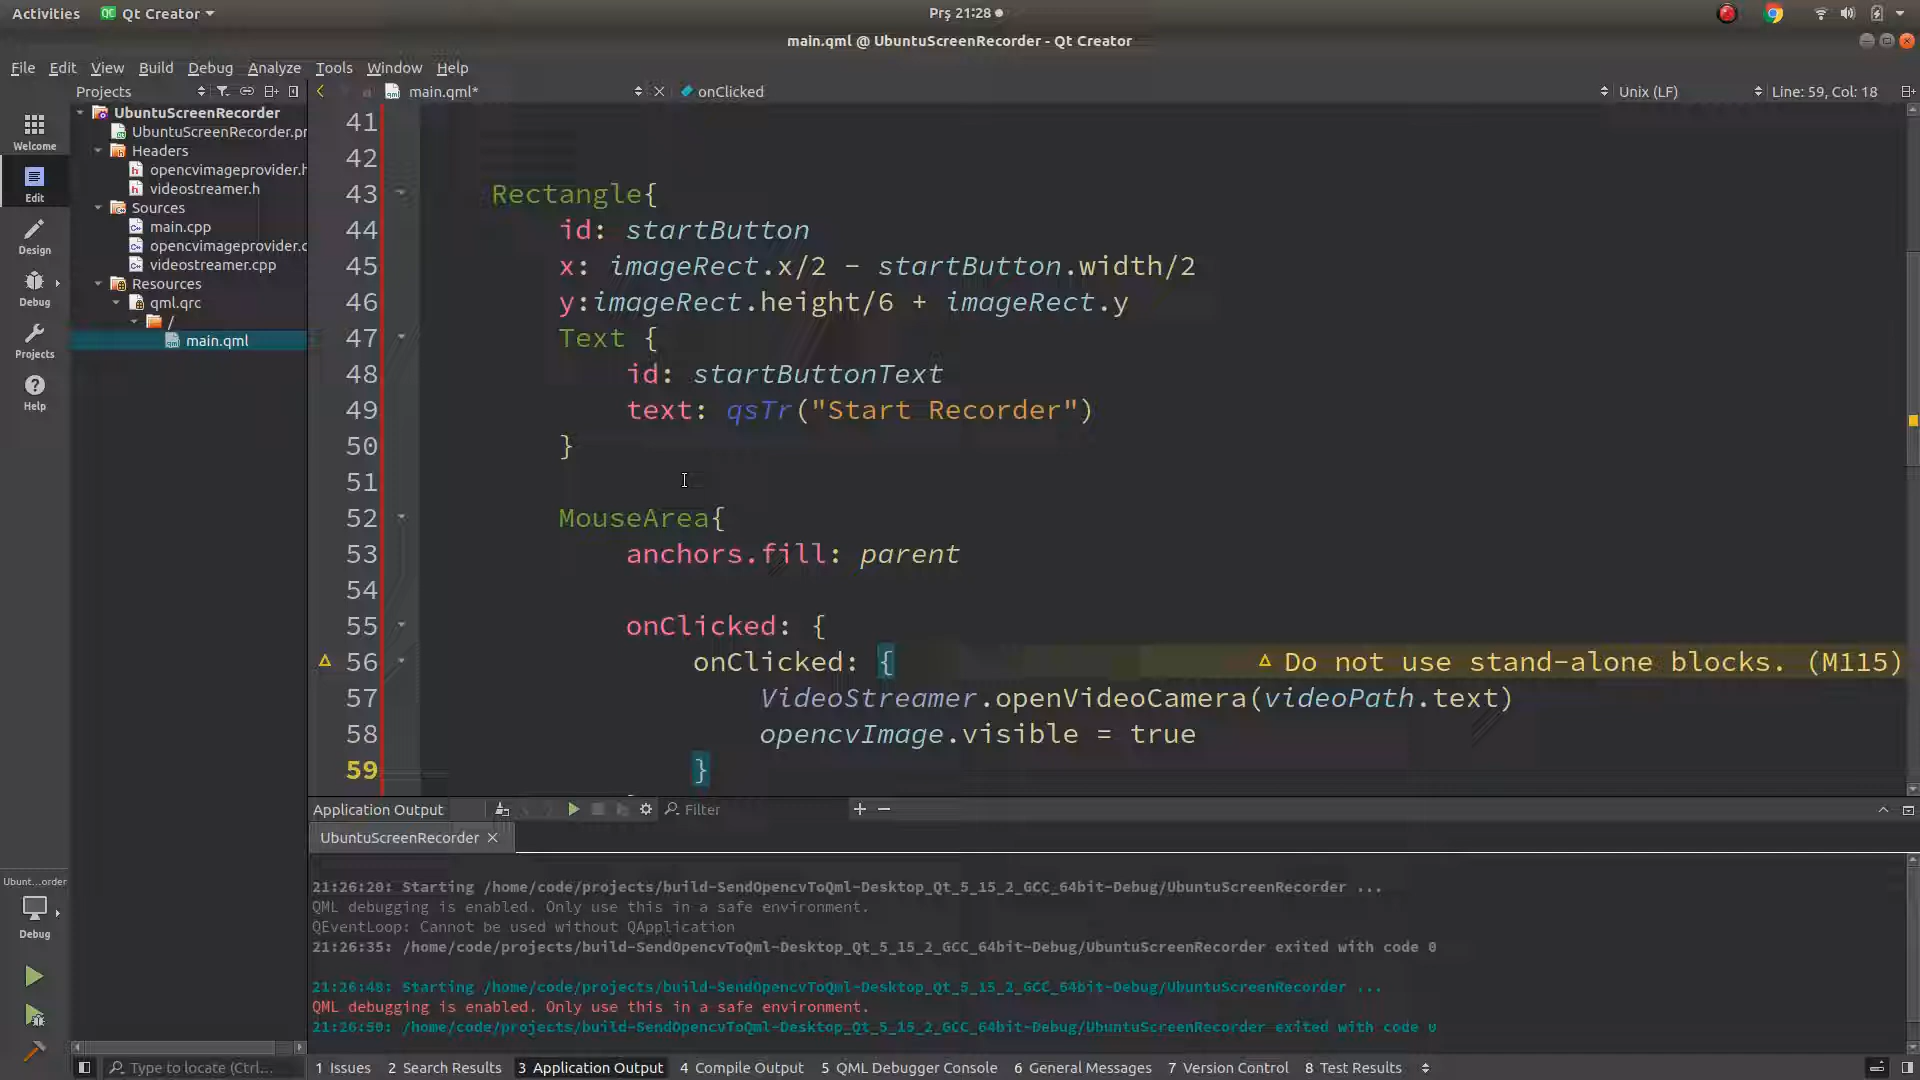 Activities
Qt Creator
Prş 21:28
main.qml @ UbuntuScreenRecorder - Qt Creator
File Edit View Build Debug Analyze Tools Window Help
Projects
main.qml*
onClicked
Unix (LF)
Line: 59, Col: 18
Welcome
Edit
Design
Debug
Projects
Help
UbuntuScreenRecorder
UbuntuScreenRecorder.pr
Headers
opencvimageprovider.h
videostreamer.h
Sources
main.cpp
opencvimageprovider.c
videostreamer.cpp
Resources
qml.qrc
/
main.qml
41
42
43 Rectangle{
44 id: startButton
45 x: imageRect.x/2 - startButton.width/2
46 y:imageRect.height/6 + imageRect.y
47 Text {
48 id: startButtonText
49 text: qsTr("Start Recorder")
50 }
51
52 MouseArea{
53 anchors.fill: parent
54
55 onClicked: {
56 onClicked: { Do not use stand-alone blocks. (M115)
57 VideoStreamer.openVideoCamera(videoPath.text)
58 opencvImage.visible = true
59 }
Application Output
Filter
UbuntuScreenRecorder
21:26:20: Starting /home/code/projects/build-SendOpencvToQml-Desktop_Qt_5_15_2_GCC_64bit-Debug/UbuntuScreenRecorder ...
QML debugging is enabled. Only use this in a safe environment.
QEventLoop: Cannot be used without QApplication
21:26:35: /home/code/projects/build-SendOpencvToQml-Desktop_Qt_5_15_2_GCC_64bit-Debug/UbuntuScreenRecorder exited with code 0
21:26:48: Starting /home/code/projects/build-SendOpencvToQml-Desktop_Qt_5_15_2_GCC_64bit-Debug/UbuntuScreenRecorder ...
QML debugging is enabled. Only use this in a safe environment.
21:26:50: /home/code/projects/build-SendOpencvToQml-Desktop_Qt_5_15_2_GCC_64bit-Debug/UbuntuScreenRecorder exited with code 0
Ubunt...order
Debug
Type to locate (Ctrl...
1 Issues 2 Search Results 3 Application Output 4 Compile Output 5 QML Debugger Console 6 General Messages 7 Version Control 8 Test Results